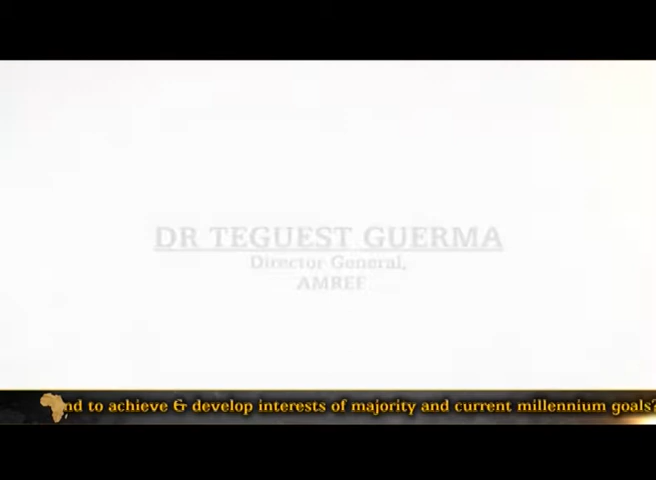 DR TEGUEST GUERMA
Director General,
AMREF
nd to achieve & develop interests of majority and current millennium goals?